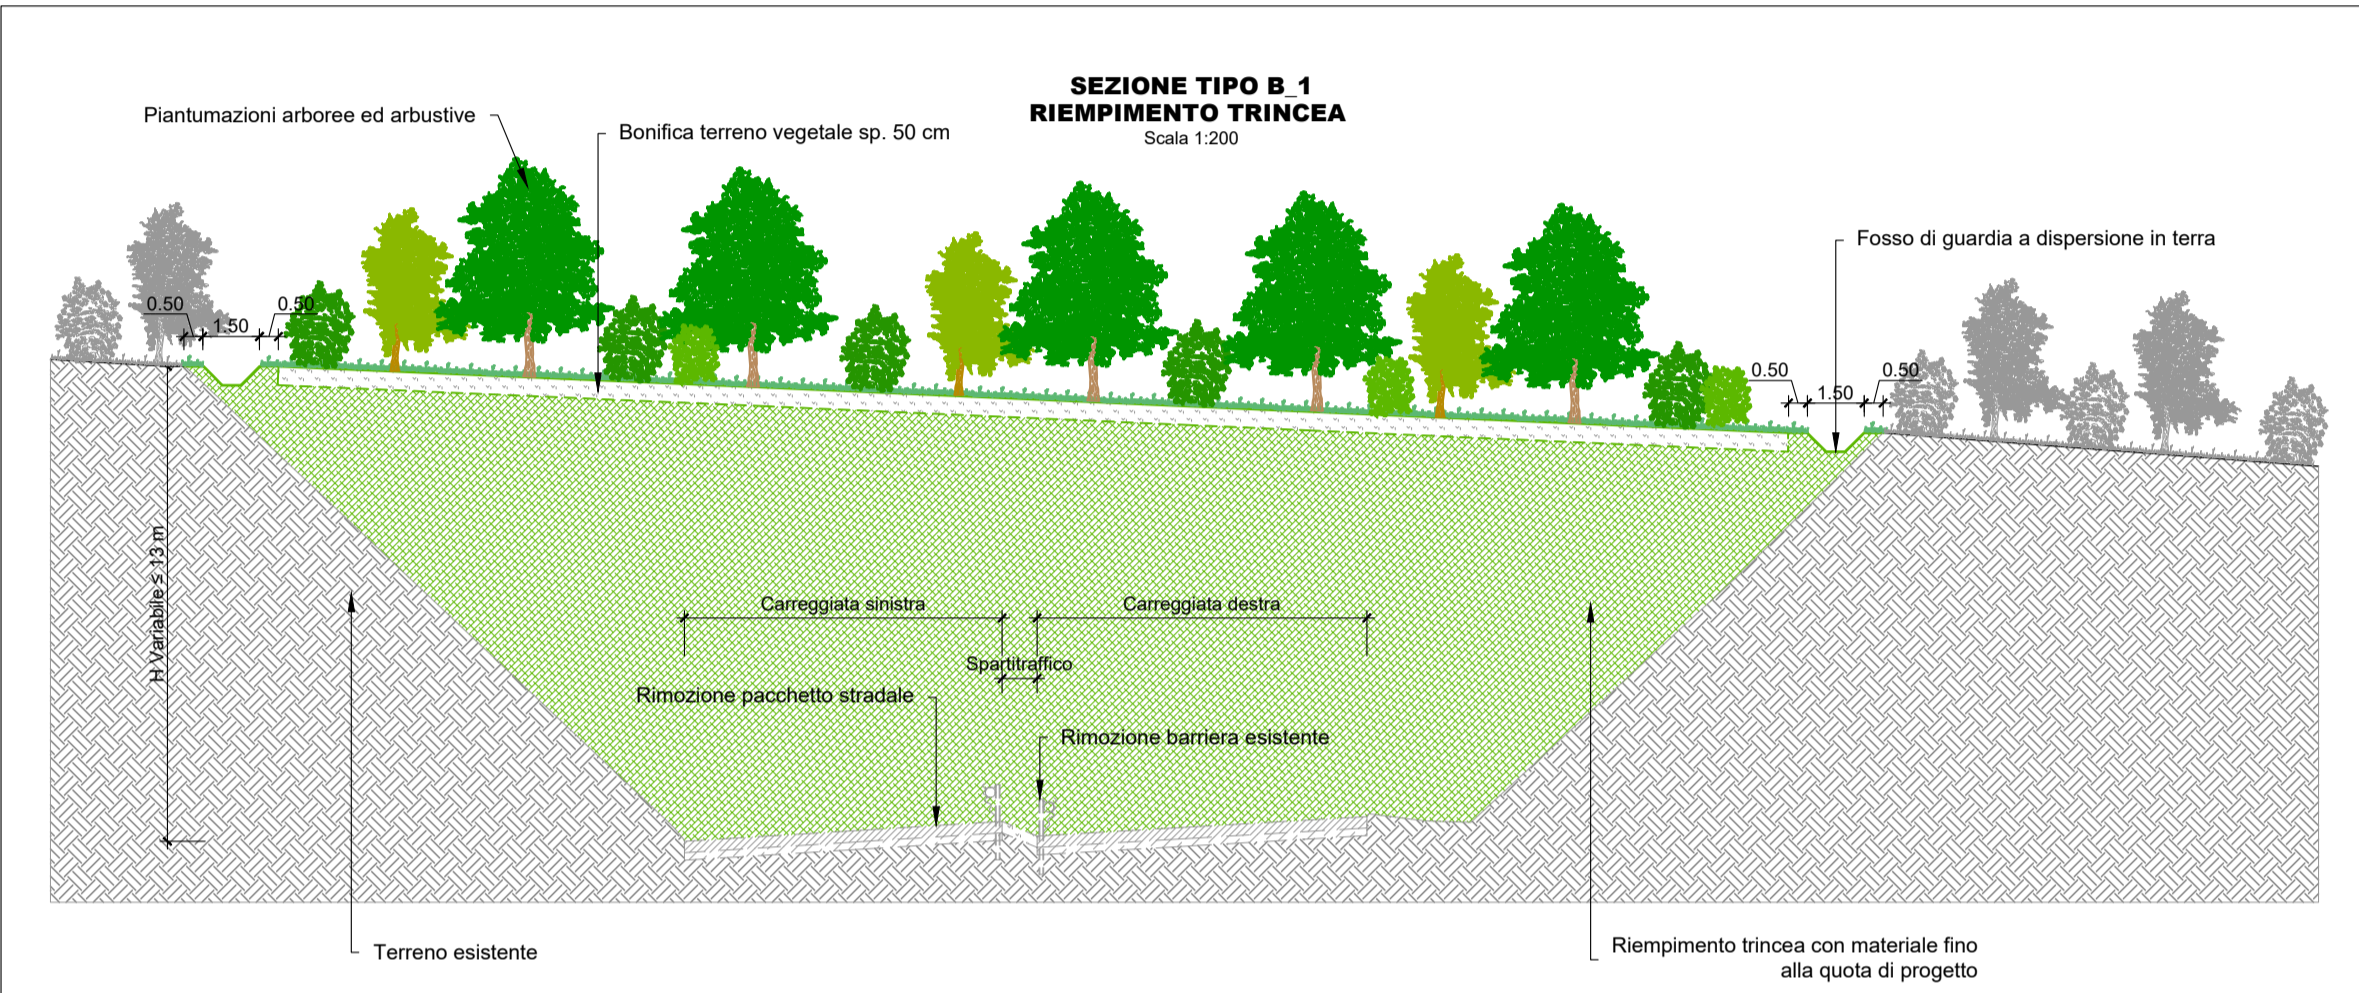 SEZIONE TIPO B_1
RIEMPIMENTO TRINCEA
Scala 1:200
Piantumazioni arboree ed arbustive
Bonifica terreno vegetale sp. 50 cm
Fosso di guardia a dispersione in terra
0.50
1.50
0.50
0.50
1.50
0.50
H Variabile ≤ 13 m
Carreggiata sinistra
Carreggiata destra
Spartitraffico
Rimozione pacchetto stradale
Rimozione barriera esistente
Terreno esistente
Riempimento trincea con materiale fino
alla quota di progetto